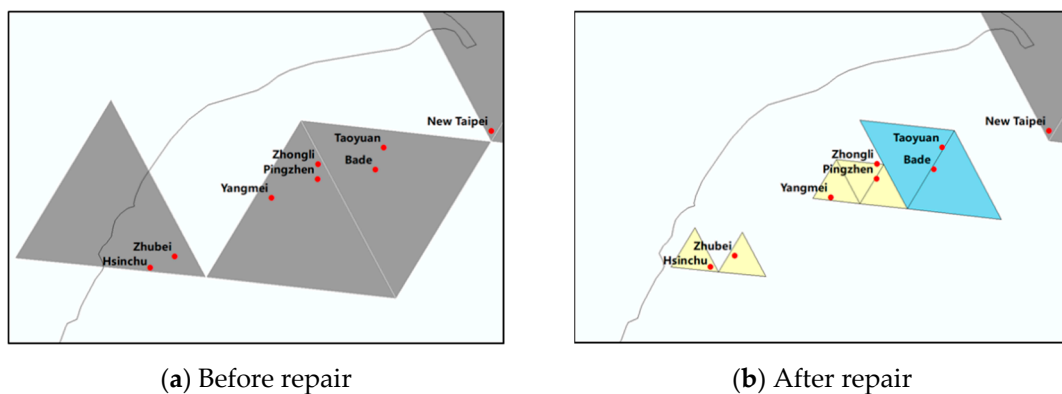 New Taipei
Taoyuan
Zhongli
Bade
Pingzhen
Yangmei
Zhubei
Hsinchu
(a) Before repair
New Taipei
Taoyuan
Zhongli
Bade
Pingzhen
Yangmei
Zhubei
Hsinchu
(b) After repair